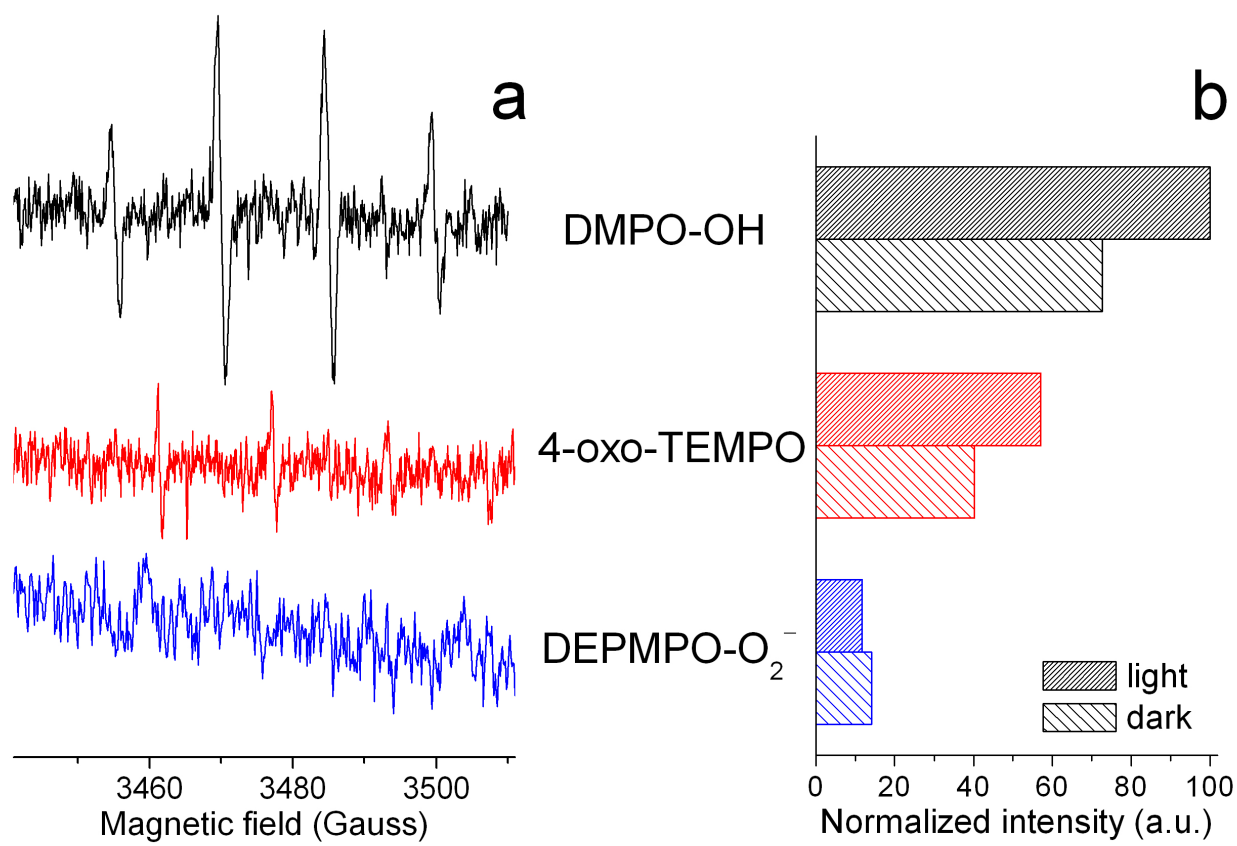 a
b
DMPO-OH
4-oxo-TEMPO
DEPMPO-O₂⁻
light
dark
3460 3480 3500
0 20 40 60 80 100
Magnetic field (Gauss)
Normalized intensity (a.u.)